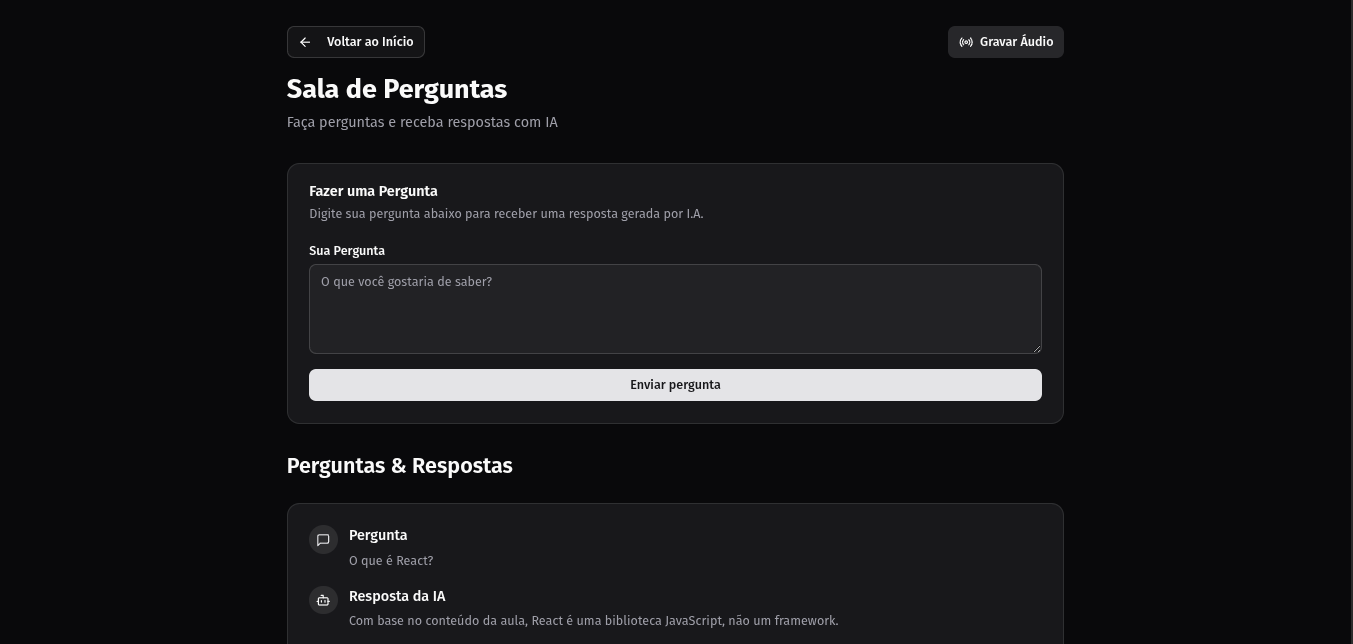 Voltar ao Início
Gravar Áudio
Sala de Perguntas
Faça perguntas e receba respostas com IA
Fazer uma Pergunta
Digite sua pergunta abaixo para receber uma resposta gerada por I.A.
Sua Pergunta
O que você gostaria de saber?
Enviar pergunta
Perguntas & Respostas
Pergunta
O que é React?
Resposta da IA
Com base no conteúdo da aula, React é uma biblioteca JavaScript, não um framework.